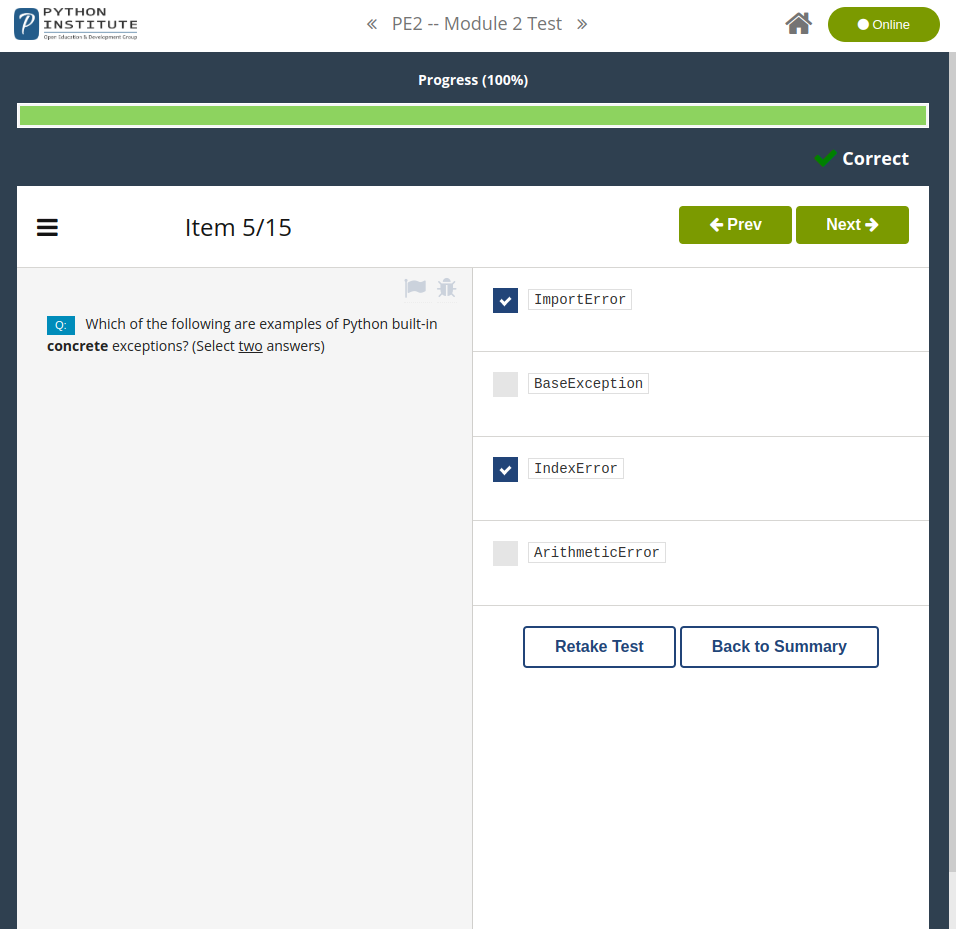 PYTHON
INSTITUTE
Open Education & Development Group
« PE2 -- Module 2 Test »
Online
Progress (100%)
Correct
Item 5/15
Prev
Next
Q: Which of the following are examples of Python built-in
concrete exceptions? (Select two answers)
ImportError
BaseException
IndexError
ArithmeticError
Retake Test
Back to Summary